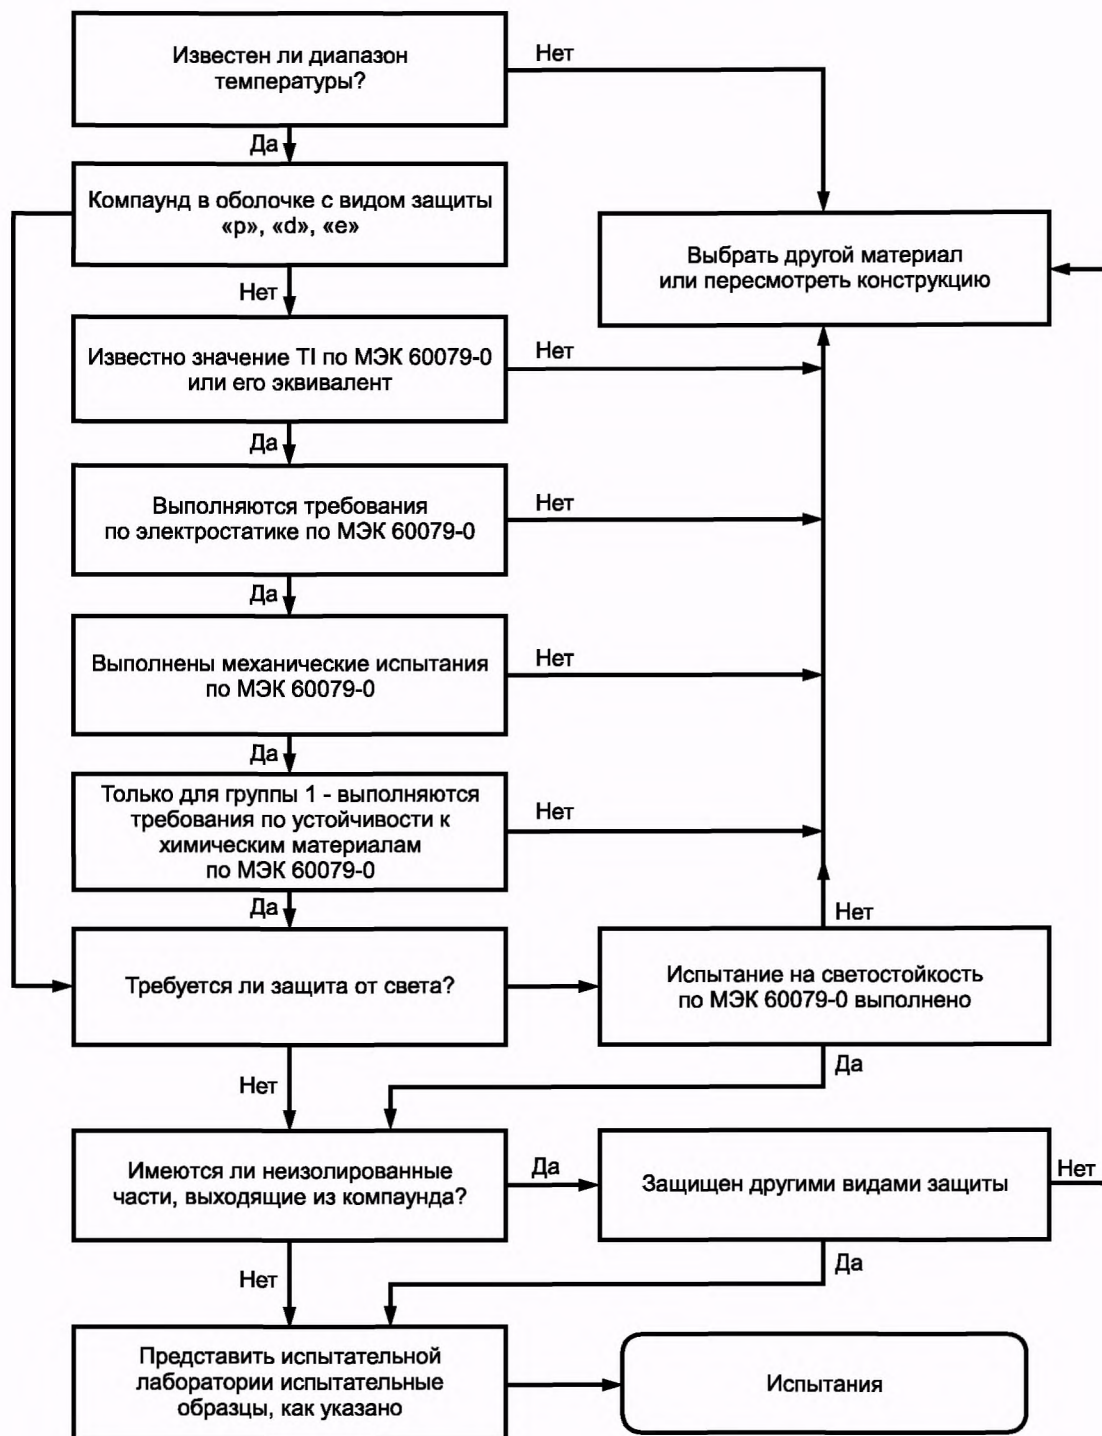 Известен ли диапазон
температуры?
Нет
Да
Компаунд в оболочке с видом защиты
«p», «d», «e»
Выбрать другой материал
или пересмотреть конструкцию
Нет
Известно значение TI по МЭК 60079-0
или его эквивалент
Нет
Да
Выполняются требования
по электростатике по МЭК 60079-0
Нет
Да
Выполнены механические испытания
по МЭК 60079-0
Нет
Да
Только для группы 1 - выполняются
требования по устойчивости к
химическим материалам
по МЭК 60079-0
Нет
Да
Нет
Требуется ли защита от света?
Испытание на светостойкость
по МЭК 60079-0 выполнено
Нет
Да
Имеются ли неизолированные
части, выходящие из компаунда?
Да
Защищен другими видами защиты
Нет
Нет
Да
Представить испытательной
лаборатории испытательные
образцы, как указано
Испытания